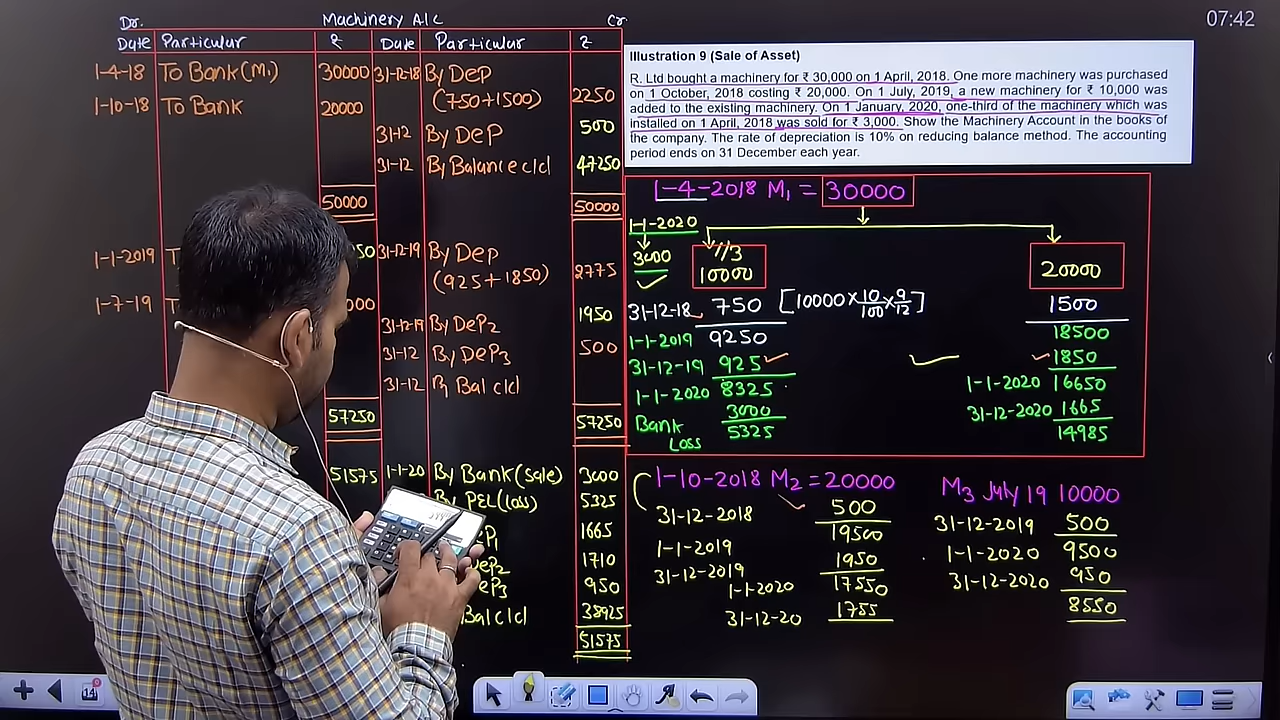 07:42
Dr. Machinery A/c Cr.
Date Particular ₹ Date Particular ₹
1-4-18 To Bank(M₁) 30000 31-12-18 By Dep
(750+1500) 2250
1-10-18 To Bank 20000
31-12 By Dep 500
31-12 By Balance c/d 47250
50000 50000
1-1-2019 T 50 31-12-19 By Dep
(925+1850) 2775
1-7-19 T 000
31-12-19 By Dep2 1950
31-12 By Dep3 500
31-12 By Bal c/d
57250 57250
51575 1-1-20 By Bank(sale) 3000
By P&L(loss) 5325
ep1 1665
Dep2 1710
eP3 950
Bal c/d 38925
51575
Illustration 9 (Sale of Asset)
R. Ltd bought a machinery for ₹ 30,000 on 1 April, 2018. One more machinery was purchased
on 1 October, 2018 costing ₹ 20,000. On 1 July, 2019, a new machinery for ₹ 10,000 was
added to the existing machinery. On 1 January, 2020, one-third of the machinery which was
installed on 1 April, 2018 was sold for ₹ 3,000. Show the Machinery Account in the books of
the company. The rate of depreciation is 10% on reducing balance method. The accounting
period ends on 31 December each year.
1-4-2018 M₁ = 30000
1-1-2020
3000
1/3
10000
20000
31-12-18 750 [10000×10/100×9/12] 1500
1-1-2019 9250 18500
31-12-19 925 1850
1-1-2020 8325 1-1-2020 16650
Bank 3000 31-12-2020 1665
Loss 5325 14985
1-10-2018 M2 = 20000
31-12-2018 500
1-1-2019 19500
31-12-2019 1950
1-1-2020 17550
31-12-20 1755
M3 July 19 10000
31-12-2019 500
1-1-2020 9500
31-12-2020 950
8550
14